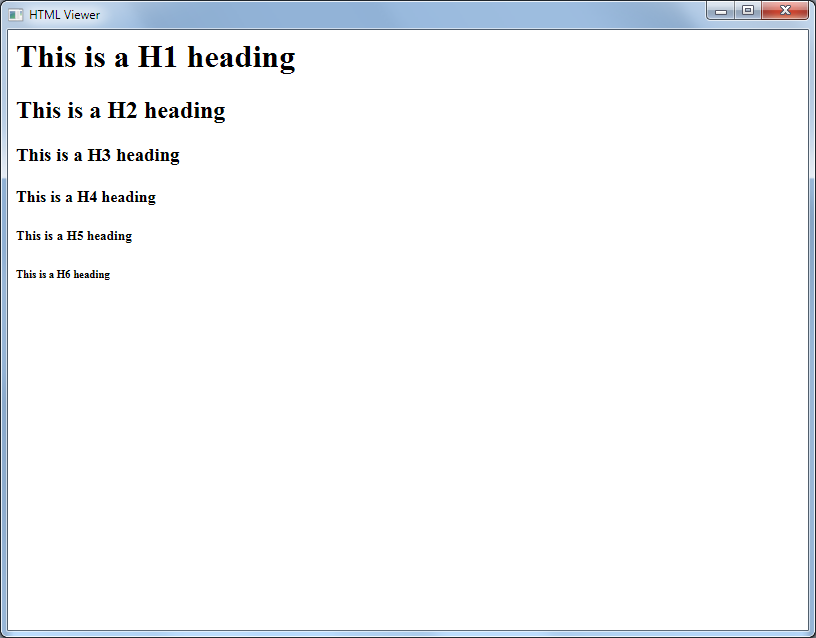 HTML Viewer
This is a H1 heading
This is a H2 heading
This is a H3 heading
This is a H4 heading
This is a H5 heading
This is a H6 heading